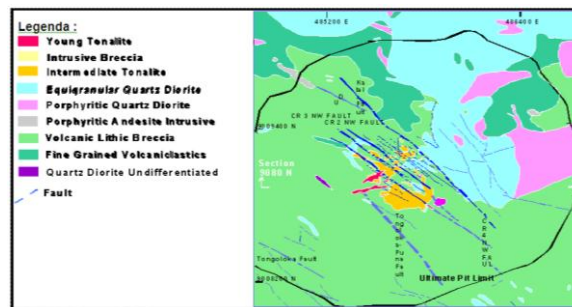 Legenda :
Young Tonalite
Intrusive Breccia
Intermediate Tonalite
Equigranular Quartz Diorite
Porphyritic Quartz Diorite
Porphyritic Andesite Intrusive
Volcanic Lithic Breccia
Fine Grained Volcaniclastics
Quartz Diorite Undifferentiated
Fault
CR 3 NW FAULT
CR 2 NW FAULT
Section
9080 N
Tongoloka Fault
Ultimate Pit Limit